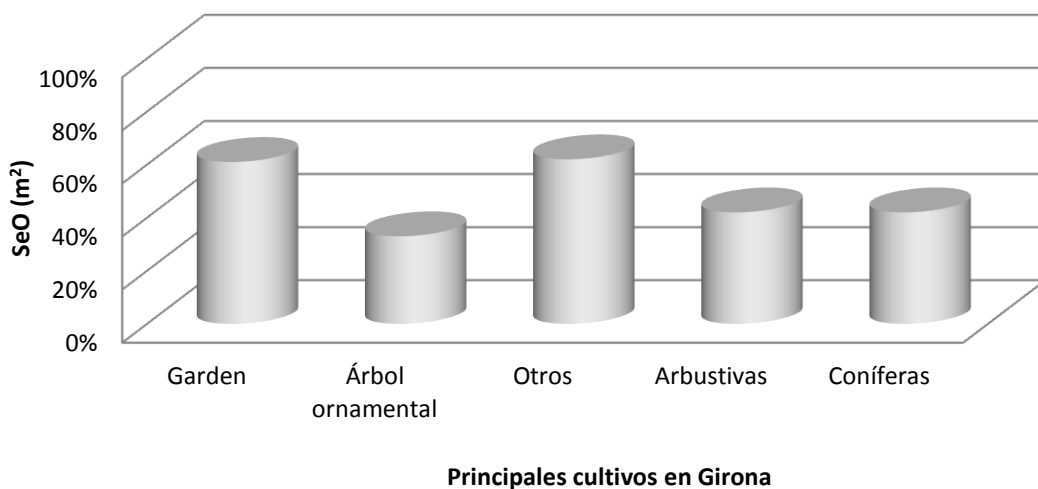 100%
80%
60%
40%
20%
0%
SeO (m²)
Garden
Árbol
ornamental
Otros
Arbustivas
Coníferas
Principales cultivos en Girona